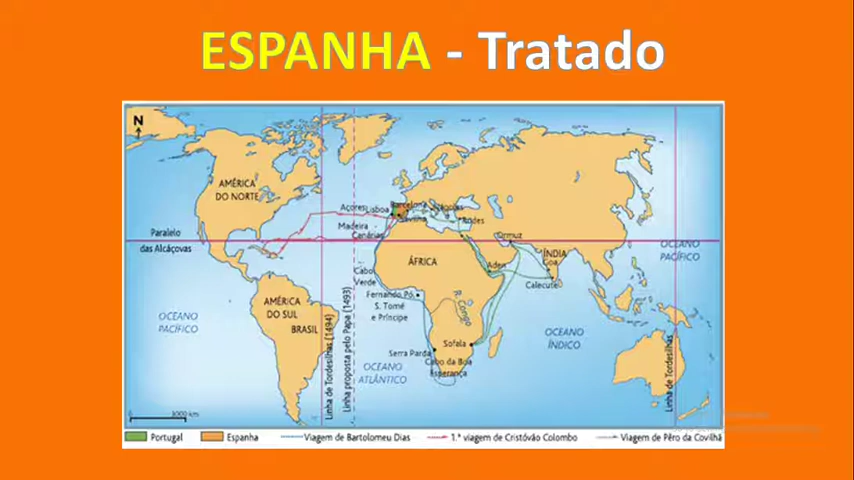 ESPANHA - Tratado
N
AMÉRICA
DO NORTE
Açores
Lisboa
Barcelona
Rodes
Madeira
Canárias
Paralelo
das Alcáçovas
Ormuz
ÍNDIA
Goa
OCEANO
PACÍFICO
Aden
ÁFRICA
Cabo
Verde
Calecute
Fernando Pó
S. Tomé
e Príncipe
R. Congo
AMÉRICA
DO SUL
BRASIL
OCEANO
PACÍFICO
Linha de Tordesilhas (1494)
Linha proposta pelo Papa (1493)
OCEANO
ATLÂNTICO
Serra Parda
Sofala
Cabo da Boa
Esperança
OCEANO
ÍNDICO
Linha de Tordesilhas
Portugal
Espanha
Viagem de Bartolomeu Dias
1.ª viagem de Cristóvão Colombo
Viagem de Pêro da Covilhã